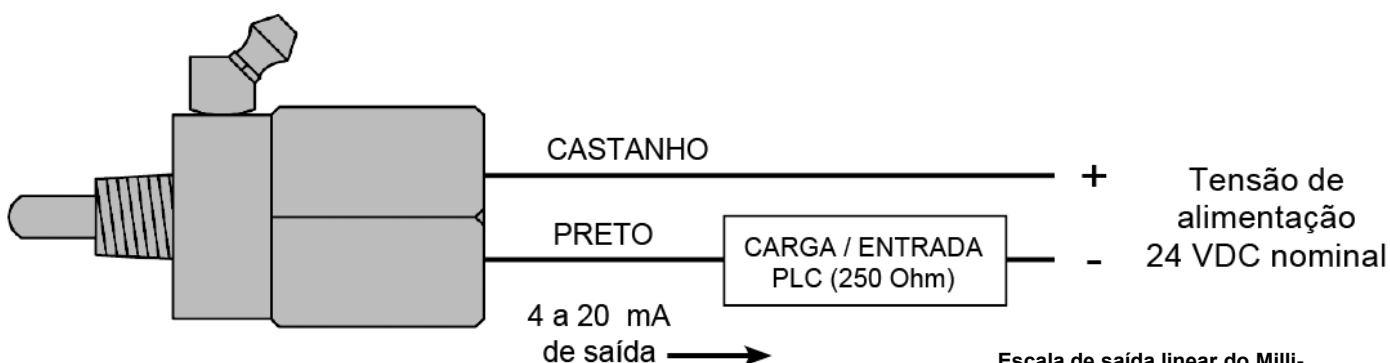 CASTANHO
+
Tensão de
alimentação
24 VDC nominal
PRETO
CARGA / ENTRADA
PLC (250 Ohm)
-
4 a 20 mA
de saída
Escala de saída linear do Milli-